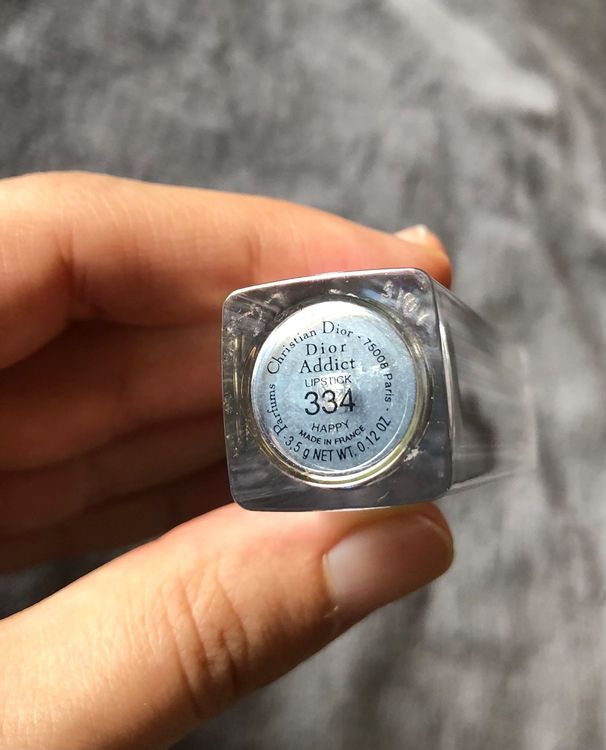 Parfums Christian Dior - 75008 Paris -
Dior
Addict
LIPSTICK
334
HAPPY
MADE IN FRANCE
3,5 g NET WT. 0.12 OZ -